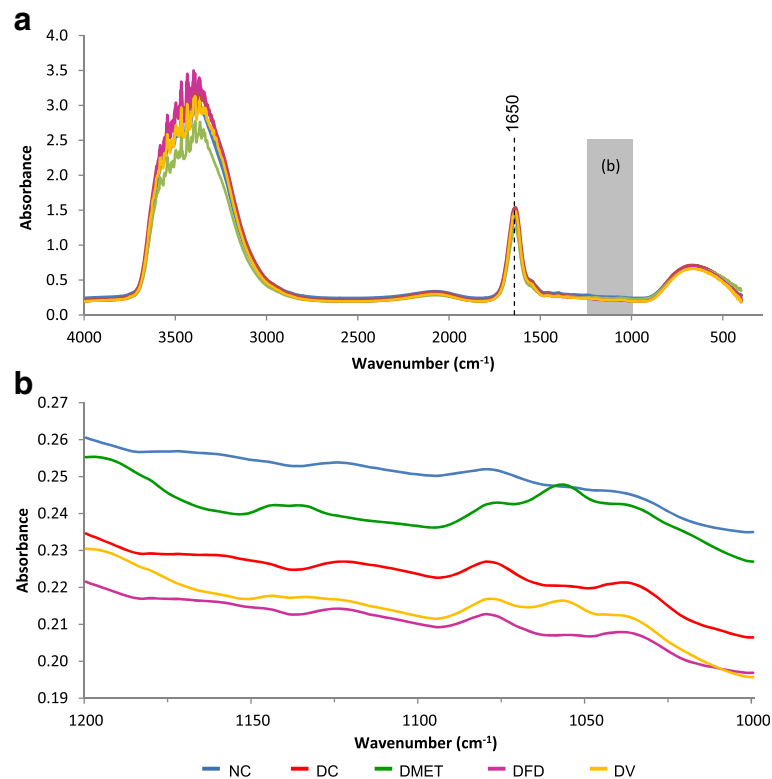 a
4.0
3.5
3.0
2.5
2.0
1.5
1.0
0.5
0.0
Absorbance
1650
(b)
4000 3500 3000 2500 2000 1500 1000 500
Wavenumber (cm⁻¹)
b
0.27
0.26
0.25
0.24
0.23
0.22
0.21
0.20
0.19
Absorbance
1200 1150 1100 1050 1000
Wavenumber (cm⁻¹)
NC DC DMET DFD DV